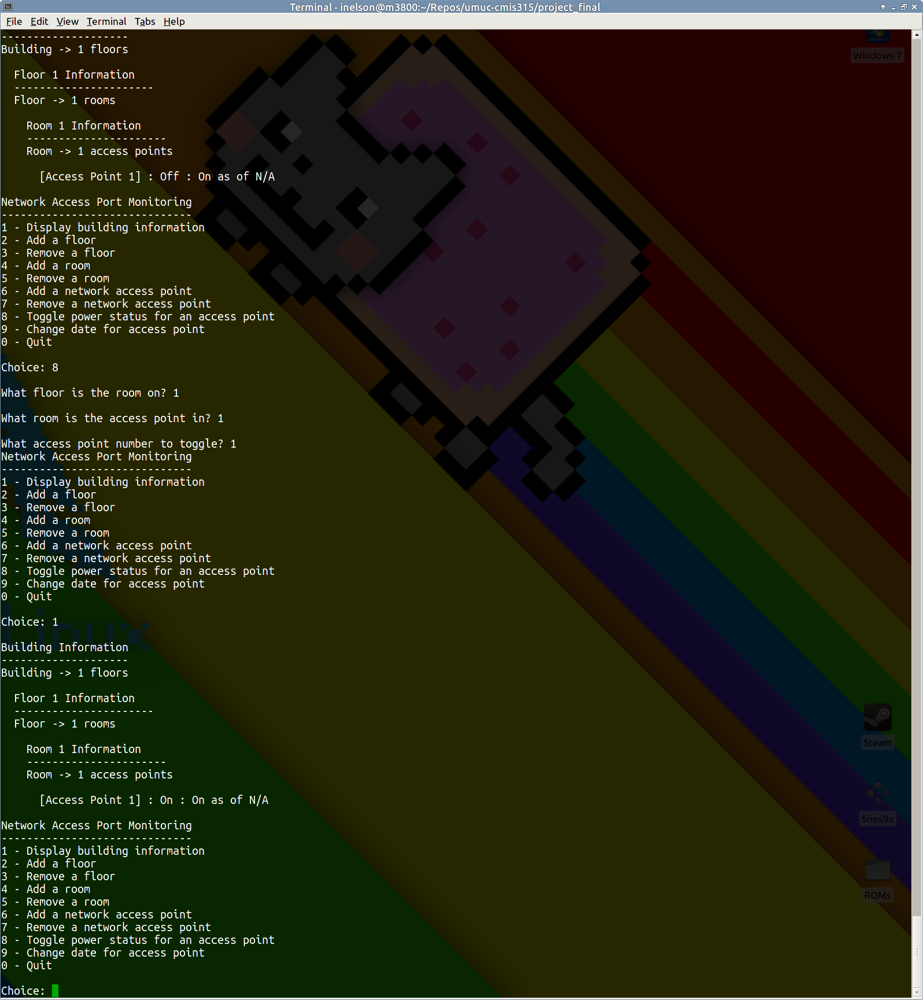 Terminal - inelson@m3800:~/Repos/umuc-cmis315/project_final
File Edit View Terminal Tabs Help
--------------------
Building -> 1 floors
Floor 1 Information
----------------------
Floor -> 1 rooms
Room 1 Information
----------------------
Room -> 1 access points
[Access Point 1] : Off : On as of N/A
Network Access Port Monitoring
------------------------------
1 - Display building information
2 - Add a floor
3 - Remove a floor
4 - Add a room
5 - Remove a room
6 - Add a network access point
7 - Remove a network access point
8 - Toggle power status for an access point
9 - Change date for access point
0 - Quit
Choice: 8
What floor is the room on? 1
What room is the access point in? 1
What access point number to toggle? 1
Network Access Port Monitoring
------------------------------
1 - Display building information
2 - Add a floor
3 - Remove a floor
4 - Add a room
5 - Remove a room
6 - Add a network access point
7 - Remove a network access point
8 - Toggle power status for an access point
9 - Change date for access point
0 - Quit
Choice: 1
Building Information
--------------------
Building -> 1 floors
Floor 1 Information
----------------------
Floor -> 1 rooms
Room 1 Information
----------------------
Room -> 1 access points
[Access Point 1] : On : On as of N/A
Network Access Port Monitoring
------------------------------
1 - Display building information
2 - Add a floor
3 - Remove a floor
4 - Add a room
5 - Remove a room
6 - Add a network access point
7 - Remove a network access point
8 - Toggle power status for an access point
9 - Change date for access point
0 - Quit
Choice:
Windows 7
Linux
Steam
Snes9x
ROMs